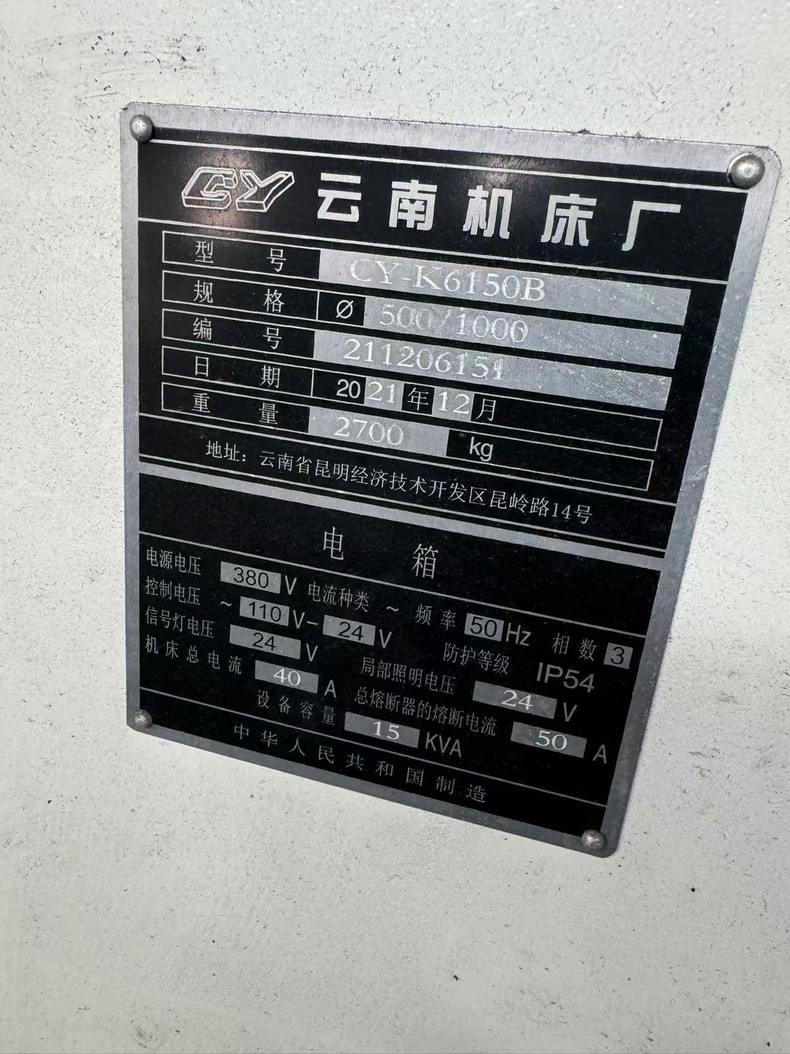 CY 云南机床厂
型号 CY-K6150B
规格 Ø 500/1000
编号 211206151
日期 2021年12月
重量 2700 kg
地址：云南省昆明经济技术开发区昆岭路14号
电箱
电源电压 380 V 电流种类 ~ 频率 50 Hz 相数 3
控制电压 ~ 110 V- 24 V 防护等级 IP54
信号灯电压 24 V 局部照明电压 24 V
机床总电流 40 A 总熔断器的熔断电流 50 A
设备容量 15 KVA
中华人民共和国制造